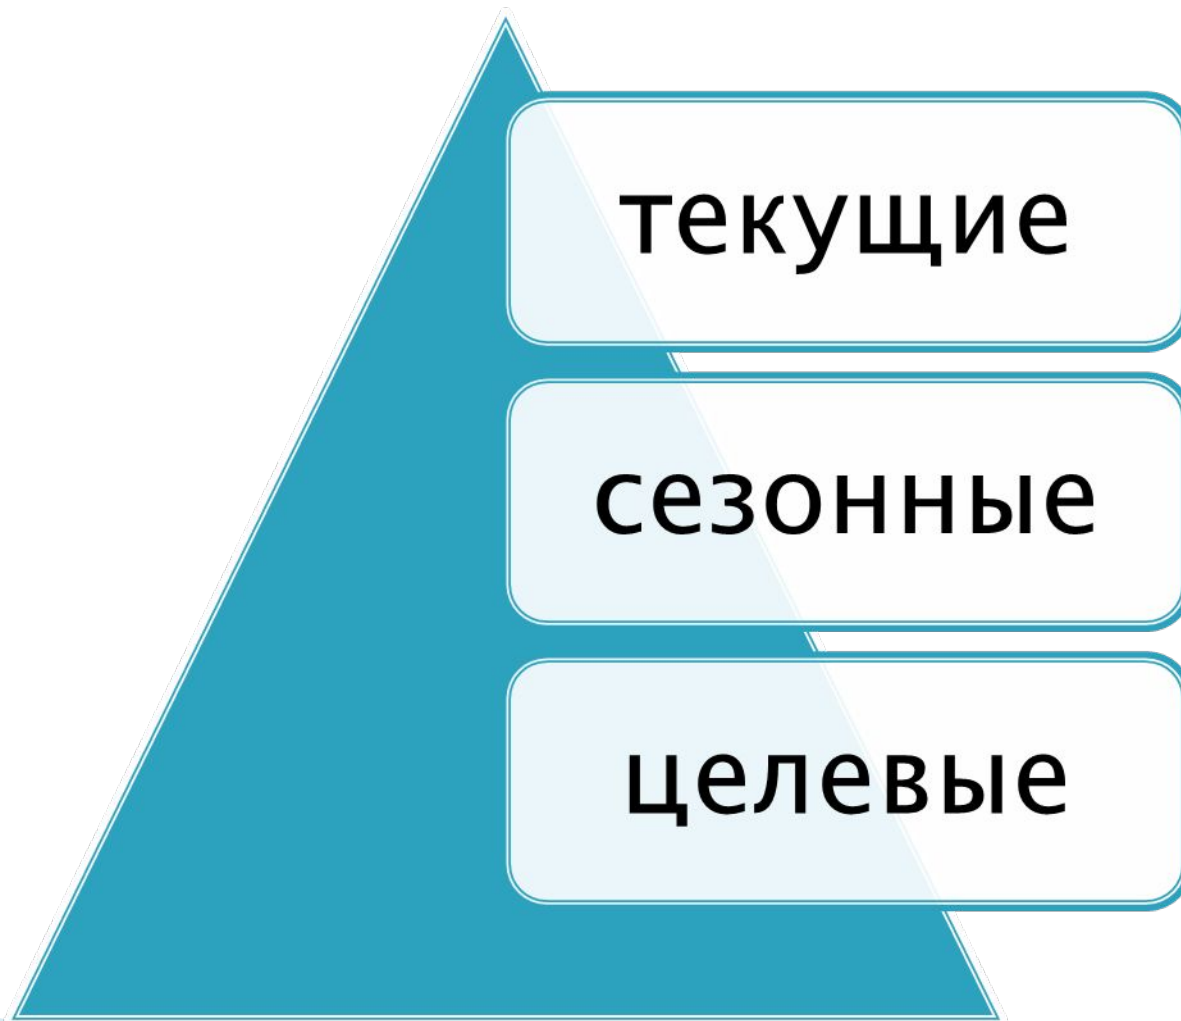 текущие
сезонные
целевые